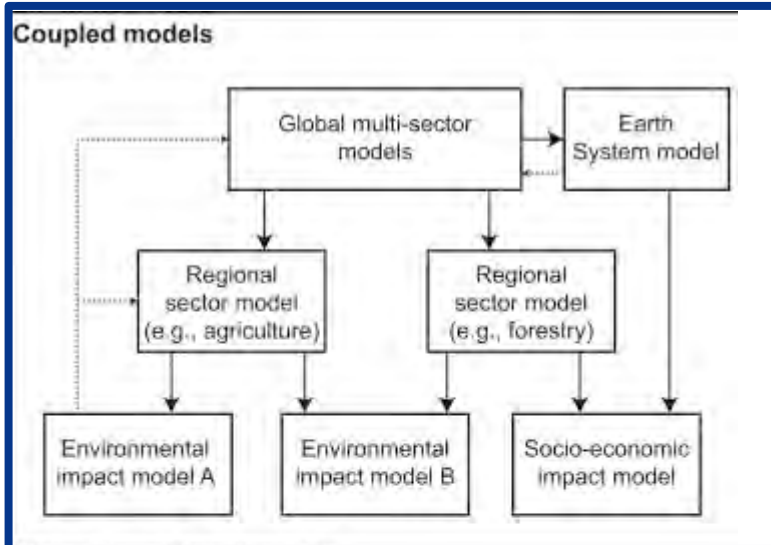 Coupled models
Global multi-sector
models
Earth
System model
Regional
sector model
(e.g., agriculture)
Regional
sector model
(e.g., forestry)
Environmental
impact model A
Environmental
impact model B
Socio-economic
impact model